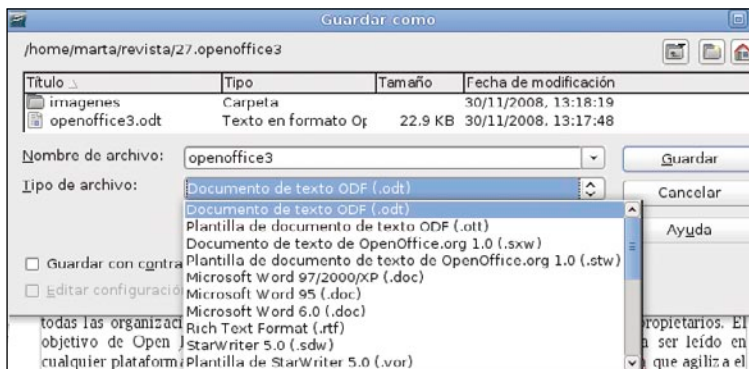 Guardar como
/home/marta/revista/27.openoffice3
Título Tipo Tamaño Fecha de modificación
imagenes Carpeta 30/11/2008, 13:18:19
openoffice3.odt Texto en formato Op 22.9 KB 30/11/2008, 13:17:48
Nombre de archivo: openoffice3 Guardar
Tipo de archivo: Documento de texto ODF (.odt) Cancelar
Documento de texto ODF (.odt)
Plantilla de documento de texto ODF (.ott) Ayuda
Documento de texto de OpenOffice.org 1.0 (.sxw)
Guardar con contra Plantilla de documento de texto de OpenOffice.org 1.0 (.stw)
Microsoft Word 97/2000/XP (.doc)
Editar configuració Microsoft Word 95 (.doc)
Microsoft Word 6.0 (.doc)
todas las organizaci Rich Text Format (.rtf) propietarios. El
objetivo de Open StarWriter 5.0 (.sdw) ser leído en
cualquier plataform Plantilla de StarWriter 5.0 (.vor) que agiliza el